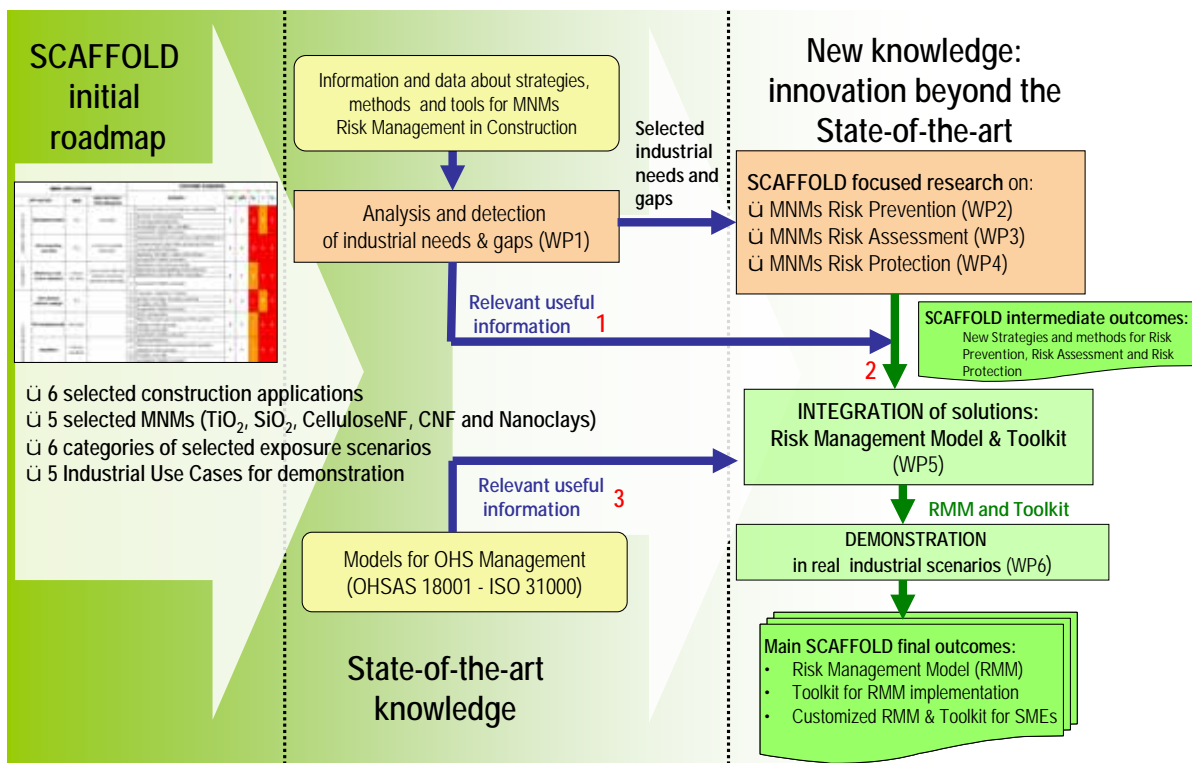 SCAFFOLD
initial
roadmap
ü 6 selected construction applications
ü 5 selected MNMs (TiO₂, SiO₂, CelluloseNF, CNF and Nanoclays)
ü 6 categories of selected exposure scenarios
ü 5 Industrial Use Cases for demonstration
Information and data about strategies,
methods and tools for MNMs
Risk Management in Construction
Analysis and detection
of industrial needs & gaps (WP1)
Selected
industrial
needs and
gaps
Relevant useful
information 1
Relevant useful
information 3
Models for OHS Management
(OHSAS 18001 - ISO 31000)
State-of-the-art
knowledge
New knowledge:
innovation beyond the
State-of-the-art
SCAFFOLD focused research on:
ü MNMs Risk Prevention (WP2)
ü MNMs Risk Assessment (WP3)
ü MNMs Risk Protection (WP4)
SCAFFOLD intermediate outcomes:
New Strategies and methods for Risk
Prevention, Risk Assessment and Risk
Protection
2
INTEGRATION of solutions:
Risk Management Model & Toolkit
(WP5)
RMM and Toolkit
DEMONSTRATION
in real industrial scenarios (WP6)
Main SCAFFOLD final outcomes:
• Risk Management Model (RMM)
• Toolkit for RMM implementation
• Customized RMM & Toolkit for SMEs